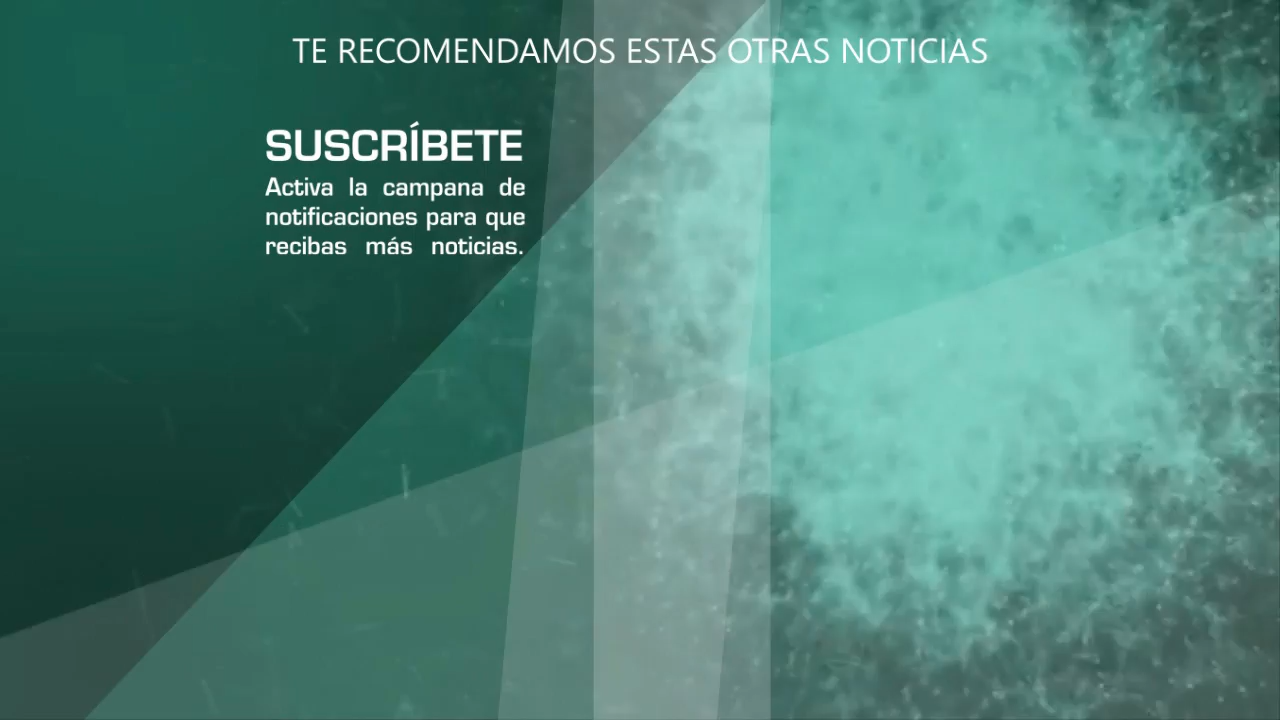 TE RECOMENDAMOS ESTAS OTRAS NOTICIAS
SUSCRÍBETE
Activa la campana de
notificaciones para que
recibas más noticias.